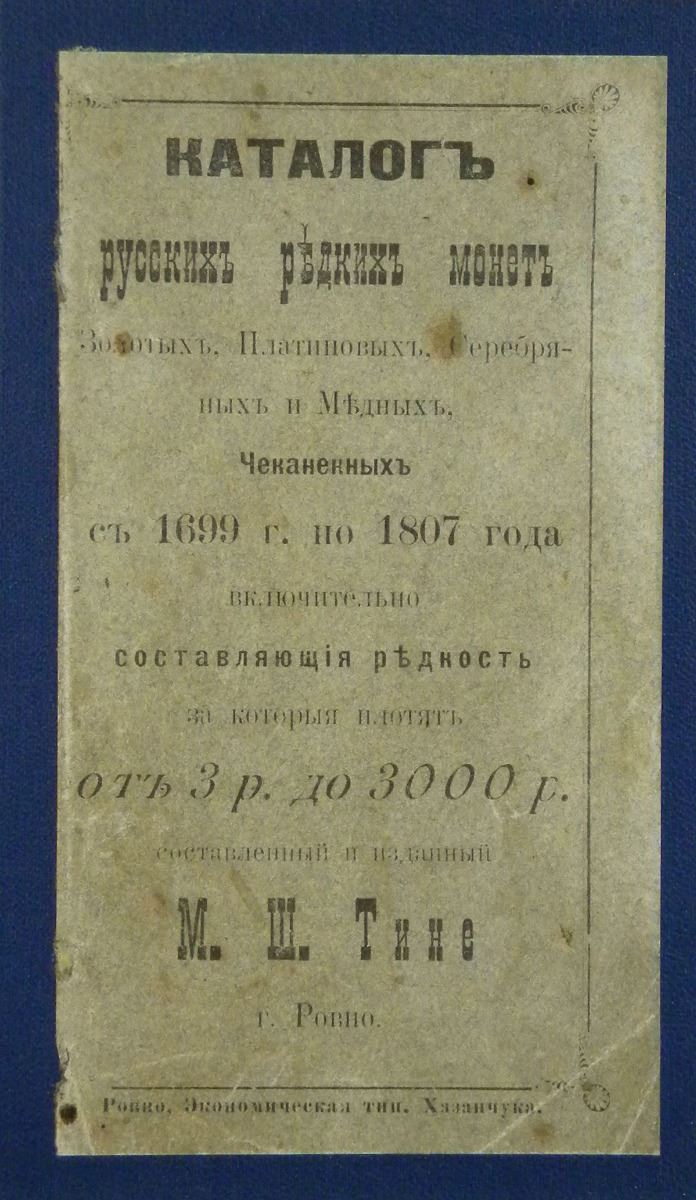 КАТАЛОГЪ
русскихъ рѣдкихъ монетъ
Золотыхъ, Платиновыхъ, Серебря-
ныхъ и Мѣдныхъ,
Чеканенныхъ
съ 1699 г. по 1807 года
включительно
составляющія рѣдкость
за которыя плотятъ
отъ 3 р. до 3000 р.
составленный и изданный
М. Ш. Тине
г. Ровно.
Ровно, Экономическая тип. Хазанчука.